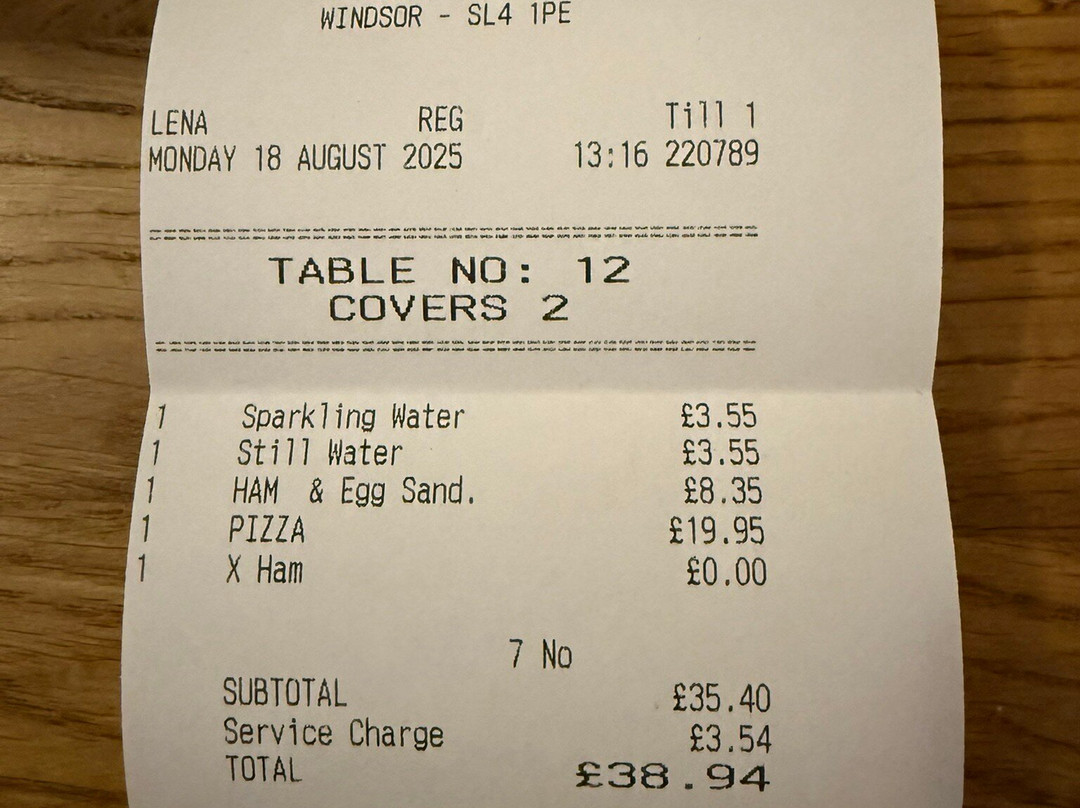 WINDSOR - SL4 1PE
LENA REG Till 1
MONDAY 18 AUGUST 2025 13:16 220789
TABLE NO: 12
COVERS 2
1 Sparkling Water £3.55
1 Still Water £3.55
1 HAM & Egg Sand. £8.35
1 PIZZA £19.95
1 X Ham £0.00
7 No
SUBTOTAL £35.40
Service Charge £3.54
TOTAL £38.94